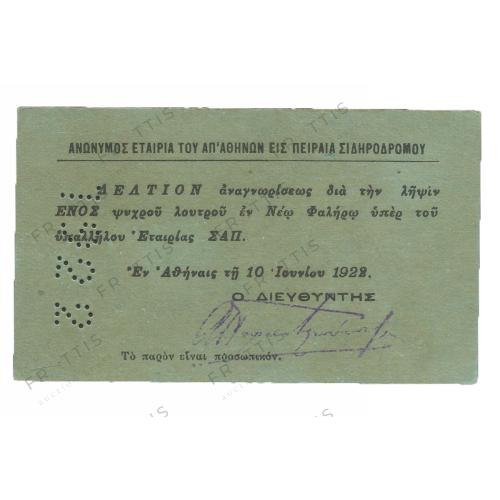 ΑΝΩΝΥΜΟΣ ΕΤΑΙΡΙΑ ΤΟΥ ΑΠ'ΑΘΗΝΩΝ ΕΙΣ ΠΕΙΡΑΙΑ ΣΙΔΗΡΟΔΡΟΜΟΥ
ΔΕΛΤΙΟΝ ἀναγνωρίσεως διὰ τὴν λῆψιν
ΕΝΟΣ ψυχροῦ λουτροῦ ἐν Νέῳ Φαλήρῳ ὑπὲρ τοῦ
ὑπαλλήλου Ἑταιρίας ΣΑΠ.
Ἐν Ἀθήναις τῇ 10 Ἰουνίου 1922.
Ο ΔΙΕΥΘΥΝΤΗΣ
Τὸ παρὸν εἶναι προσωπικόν.